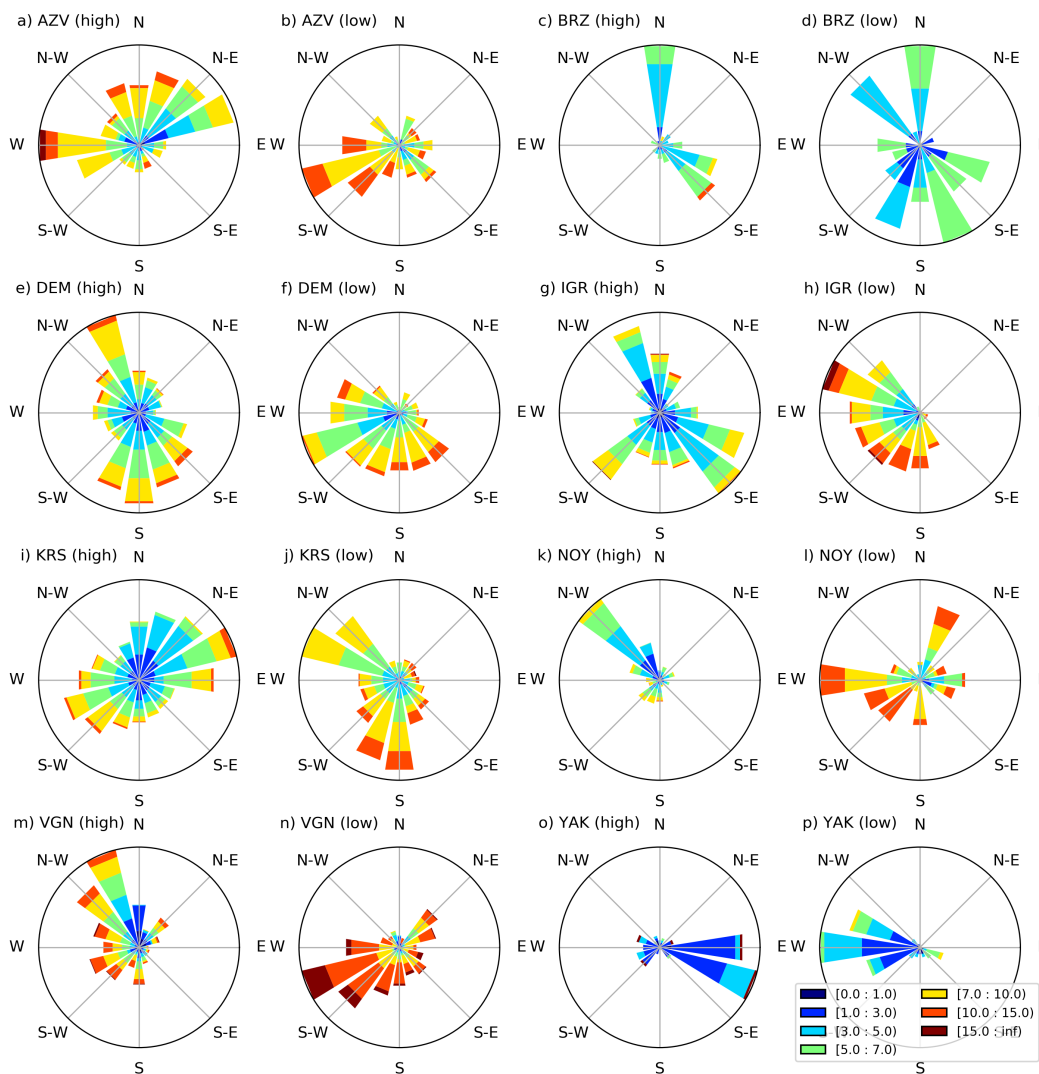 a) AZV (high) N
b) AZV (low) N
c) BRZ (high) N
d) BRZ (low) N
N-W N-E N-W N-E N-W N-E N-W N-E
W E W E W E W
S-W S-E S-W S-E S-W S-E S-W S-E
S S S S
e) DEM (high) N
f) DEM (low) N
g) IGR (high) N
h) IGR (low) N
N-W N-E N-W N-E N-W N-E N-W N-E
W E W E W E W
S-W S-E S-W S-E S-W S-E S-W S-E
S S S S
i) KRS (high) N
j) KRS (low) N
k) NOY (high) N
l) NOY (low) N
N-W N-E N-W N-E N-W N-E N-W N-E
W E W E W E W
S-W S-E S-W S-E S-W S-E S-W S-E
S S S S
m) VGN (high) N
n) VGN (low) N
o) YAK (high) N
p) YAK (low) N
N-W N-E N-W N-E N-W N-E N-W N-E
W E W E W E W
S-W S-E S-W S-E S-W S-E S-W S-E
S S S S
[0.0 : 1.0)
[1.0 : 3.0)
[3.0 : 5.0)
[5.0 : 7.0)
[7.0 : 10.0)
[10.0 : 15.0)
[15.0 : inf)